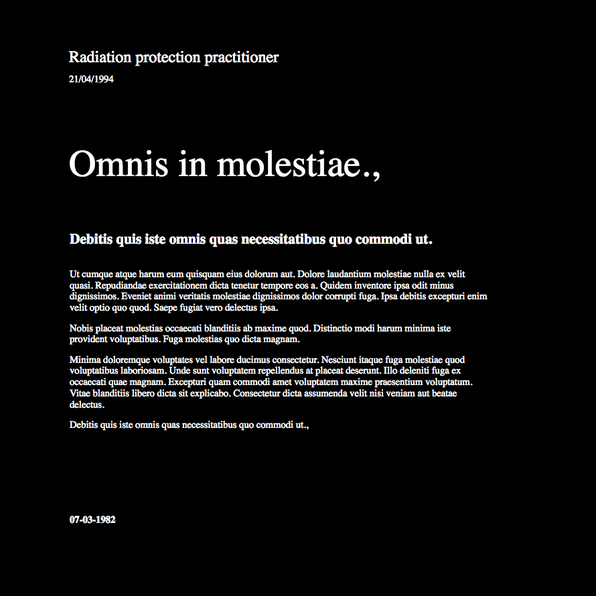 Radiation protection practitioner
21/04/1994
Omnis in molestiae.,
Debitis quis iste omnis quas necessitatibus quo commodi ut.
Ut cumque atque harum eum quisquam eius dolorum aut. Dolore laudantium molestiae nulla ex velit
quasi. Repudiandae exercitationem dicta tenetur tempore eos a. Quidem inventore ipsa odit minus
dignissimos. Eveniet animi veritatis molestiae dignissimos dolor corrupti fuga. Ipsa debitis excepturi enim
velit optio quo quod. Saepe fugiat vero delectus ipsa.
Nobis placeat molestias occaecati blanditiis ab maxime quod. Distinctio modi harum minima iste
provident voluptatibus. Fuga molestias quo dicta magnam.
Minima doloremque voluptates vel labore ducimus consectetur. Nesciunt itaque fuga molestiae quod
voluptatibus laboriosam. Unde sunt voluptatem repellendus at placeat deserunt. Illo deleniti fuga ex
occaecati quae magnam. Excepturi quam commodi amet voluptatem maxime praesentium voluptatum.
Vitae blanditiis libero dicta sit explicabo. Consectetur dicta assumenda velit nisi veniam aut beatae
delectus.
Debitis quis iste omnis quas necessitatibus quo commodi ut.,
07-03-1982